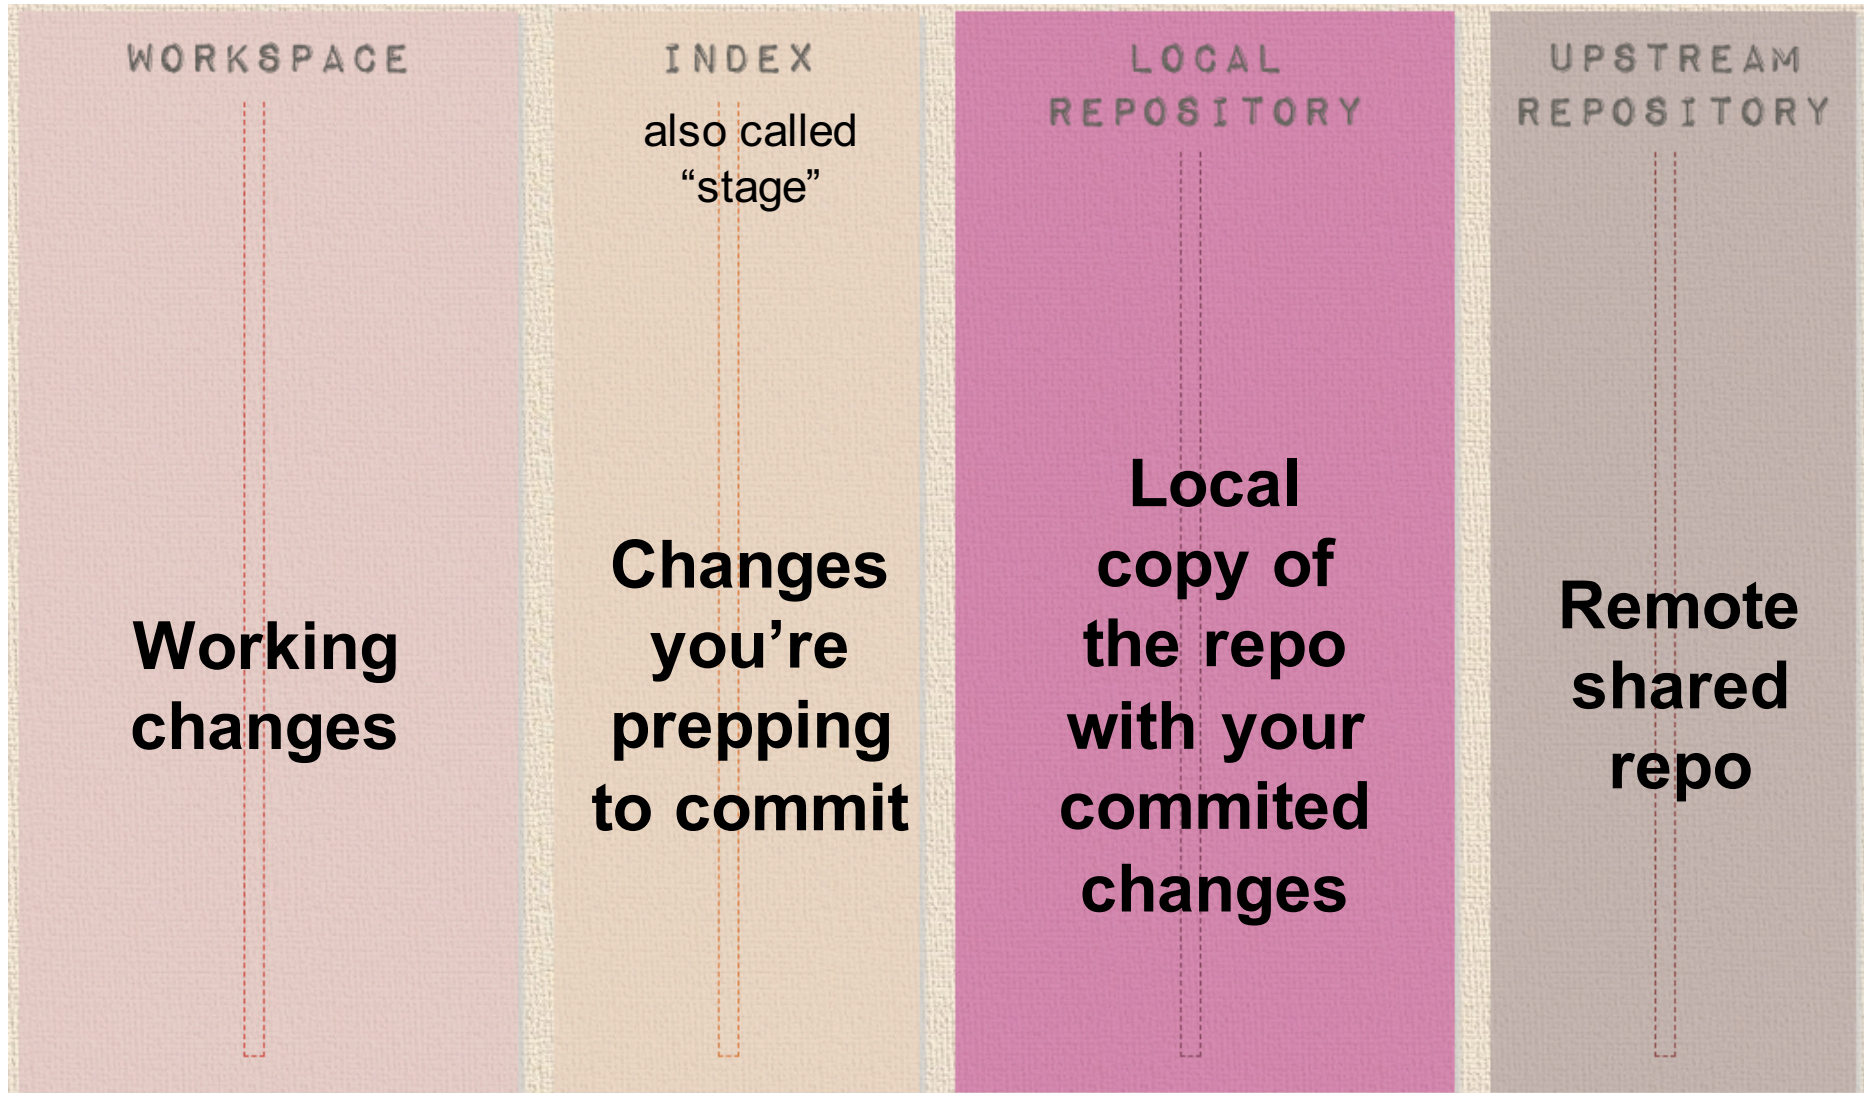 WORKSPACE
Working
changes
INDEX
also called
“stage”
Changes
you’re
prepping
to commit
LOCAL
REPOSITORY
Local
copy of
the repo
with your
commited
changes
UPSTREAM
REPOSITORY
Remote
shared
repo